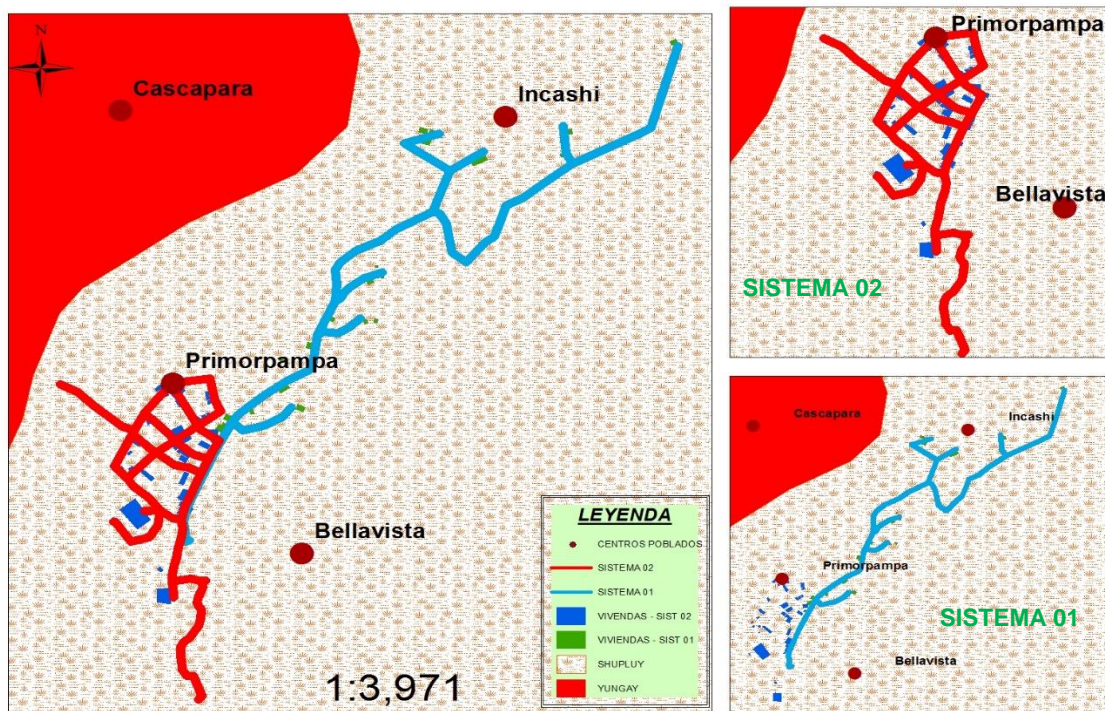 N
Cascapara
Incashi
Primorpampa
Bellavista
1:3,971
LEYENDA
CENTROS POBLADOS
SISTEMA 02
SISTEMA 01
VIVIENDAS - SIST 02
VIVIENDAS - SIST 01
SHUPLUY
YUNGAY
Primorpampa
Bellavista
SISTEMA 02
Cascapara
Incashi
Primorpampa
SISTEMA 01
Bellavista